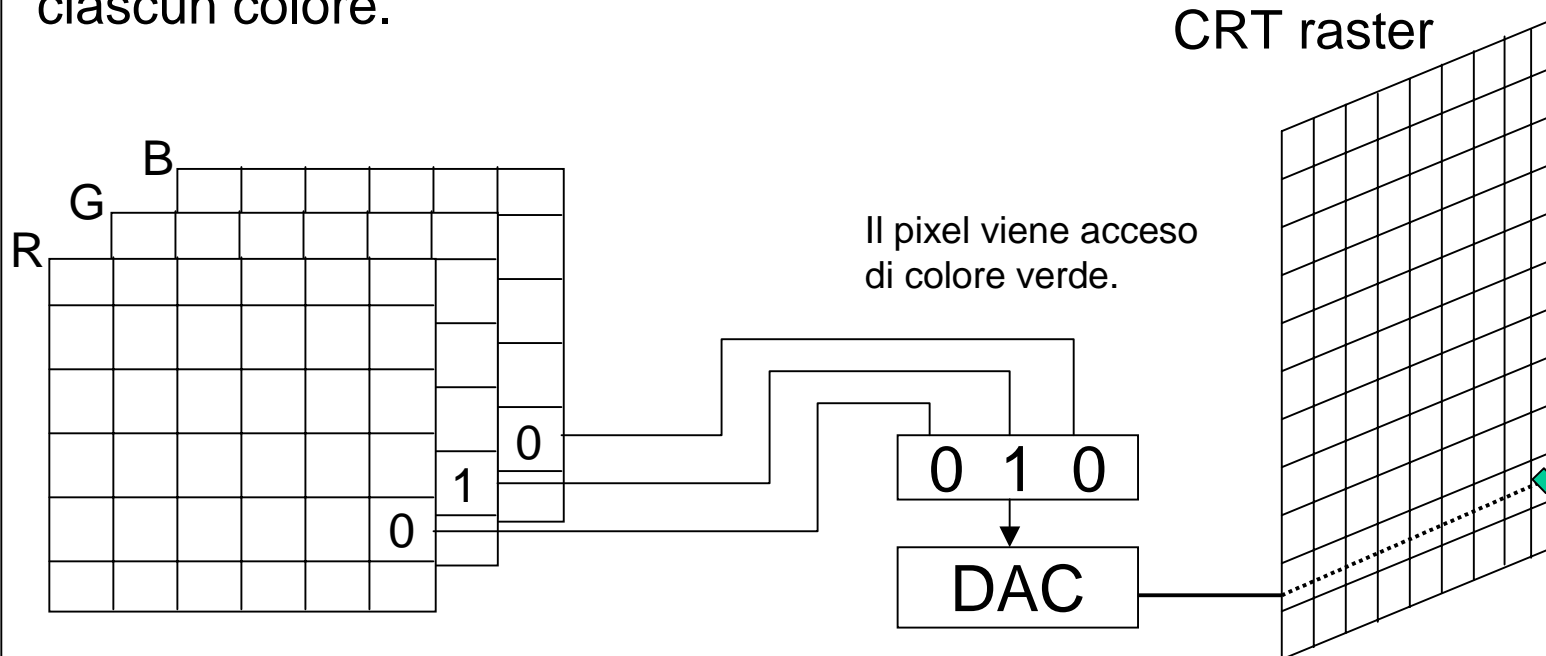 ciascun colore.
CRT raster
B
G
R
Il pixel viene acceso
di colore verde.
0
1
0
0 1 0
DAC